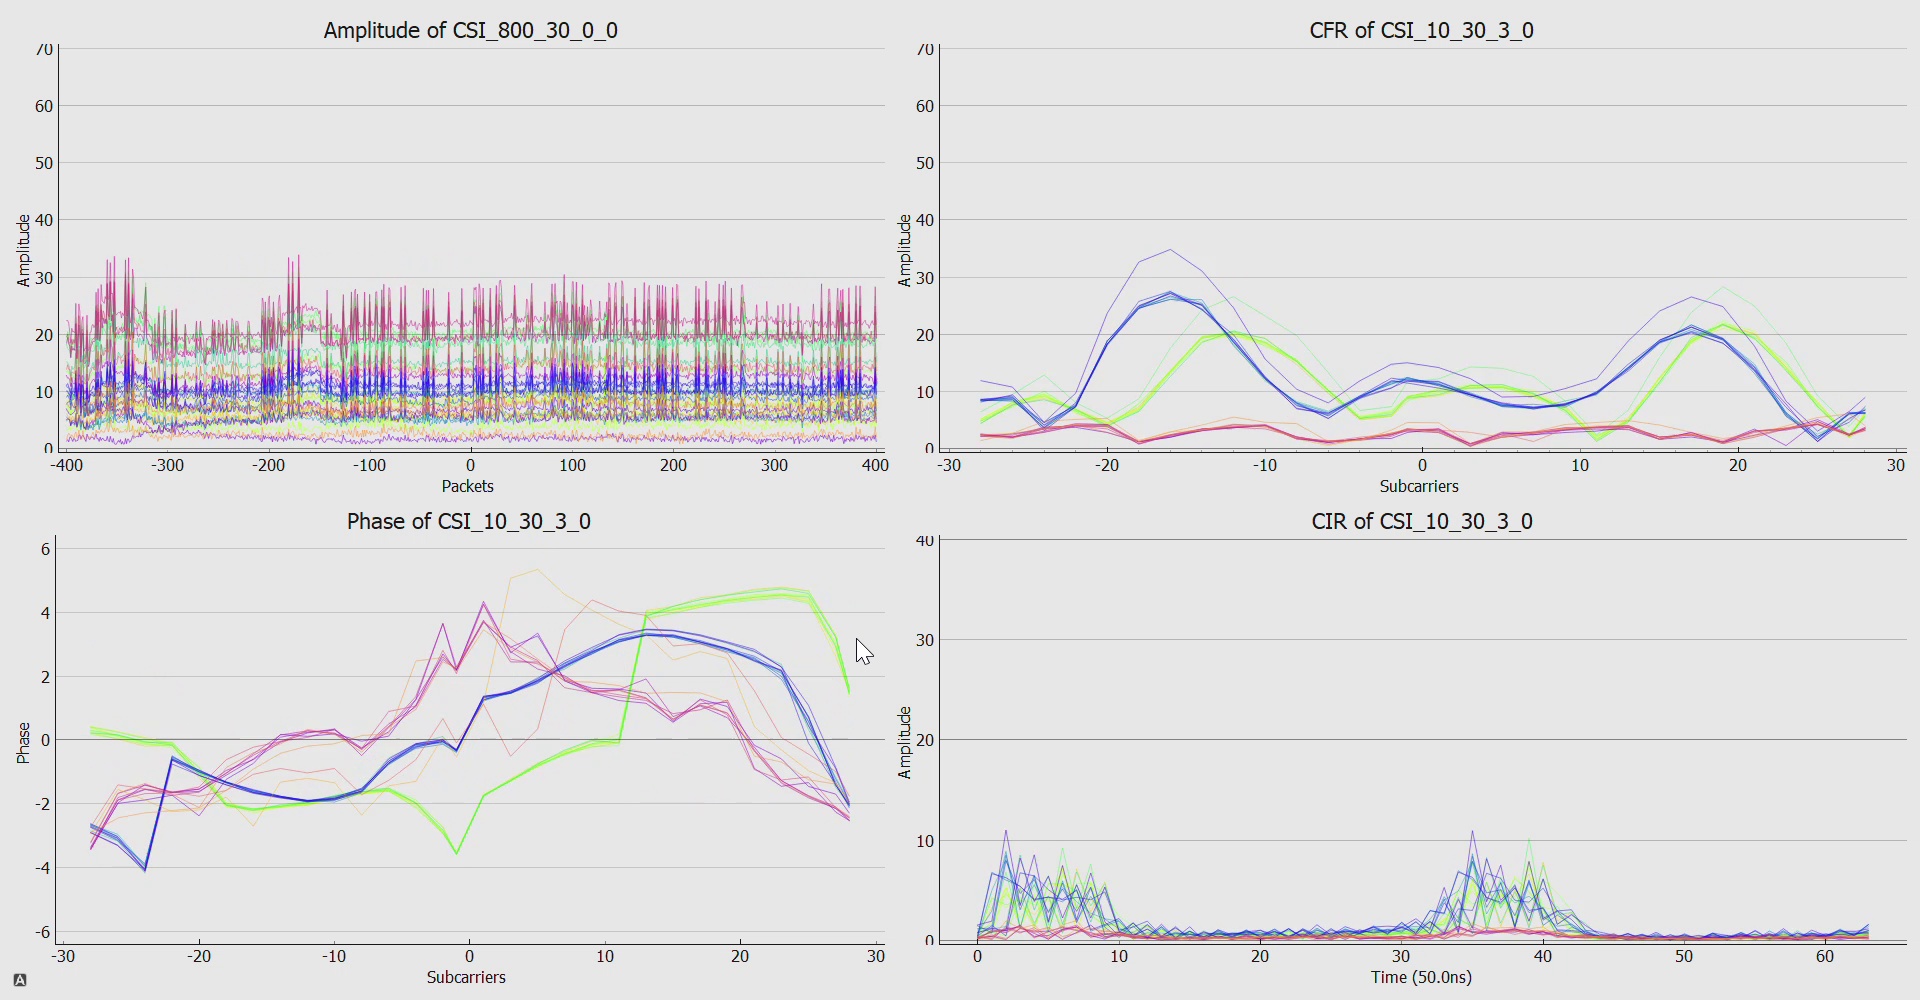 Amplitude of CSI_800_30_0_0
70
60
50
40
30
20
10
0
Amplitude
-400 -300 -200 -100 0 100 200 300 400
Packets
CFR of CSI_10_30_3_0
70
60
50
40
30
20
10
0
Amplitude
-30 -20 -10 0 10 20 30
Subcarriers
Phase of CSI_10_30_3_0
6
4
2
0
-2
-4
-6
Phase
-30 -20 -10 0 10 20 30
Subcarriers
A
CIR of CSI_10_30_3_0
40
30
20
10
0
Amplitude
0 10 20 30 40 50 60
Time (50.0ns)